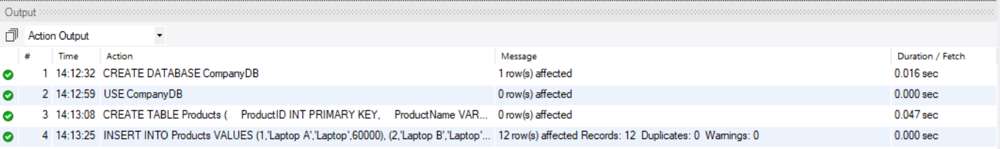 Output
Action Output
# Time Action Message Duration / Fetch
1 14:12:32 CREATE DATABASE CompanyDB 1 row(s) affected 0.016 sec
2 14:12:59 USE CompanyDB 0 row(s) affected 0.000 sec
3 14:13:08 CREATE TABLE Products ( ProductID INT PRIMARY KEY, ProductName VAR... 0 row(s) affected 0.047 sec
4 14:13:25 INSERT INTO Products VALUES (1,'Laptop A','Laptop',60000), (2,'Laptop B','Laptop'... 12 row(s) affected Records: 12 Duplicates: 0 Warnings: 0 0.000 sec